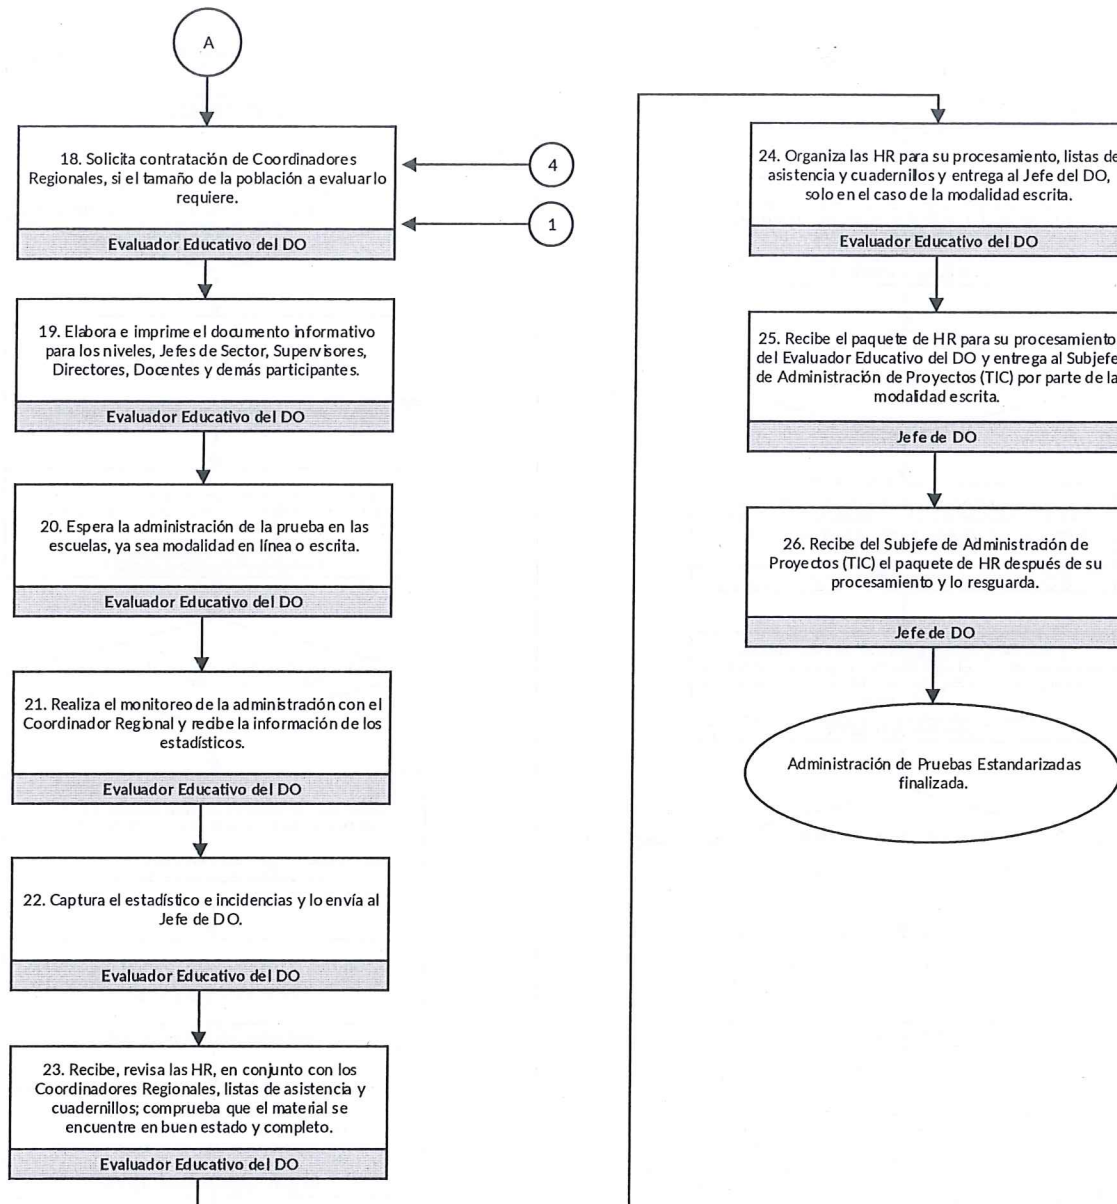 A
18. Solicita contratación de Coordinadores
Regionales, si el tamaño de la población a evaluar lo
requiere.
Evaluador Educativo del DO
4
1
19. Elabora e imprime el documento informativo
para los niveles, Jefes de Sector, Supervisores,
Directores, Docentes y demás participantes.
Evaluador Educativo del DO
20. Espera la administración de la prueba en las
escuelas, ya sea modalidad en línea o escrita.
Evaluador Educativo del DO
21. Realiza el monitoreo de la administración con el
Coordinador Regional y recibe la información de los
estadísticos.
Evaluador Educativo del DO
22. Captura el estadístico e incidencias y lo envía al
Jefe de DO.
Evaluador Educativo del DO
23. Recibe, revisa las HR, en conjunto con los
Coordinadores Regionales, listas de asistencia y
cuadernillos; comprueba que el material se
encuentre en buen estado y completo.
Evaluador Educativo del DO
24. Organiza las HR para su procesamiento, listas de
asistencia y cuadernillos y entrega al Jefe del DO,
solo en el caso de la modalidad escrita.
Evaluador Educativo del DO
25. Recibe el paquete de HR para su procesamiento
del Evaluador Educativo del DO y entrega al Subjefe
de Administración de Proyectos (TIC) por parte de la
modalidad escrita.
Jefe de DO
26. Recibe del Subjefe de Administración de
Proyectos (TIC) el paquete de HR después de su
procesamiento y lo resguarda.
Jefe de DO
Administración de Pruebas Estandarizadas
finalizada.